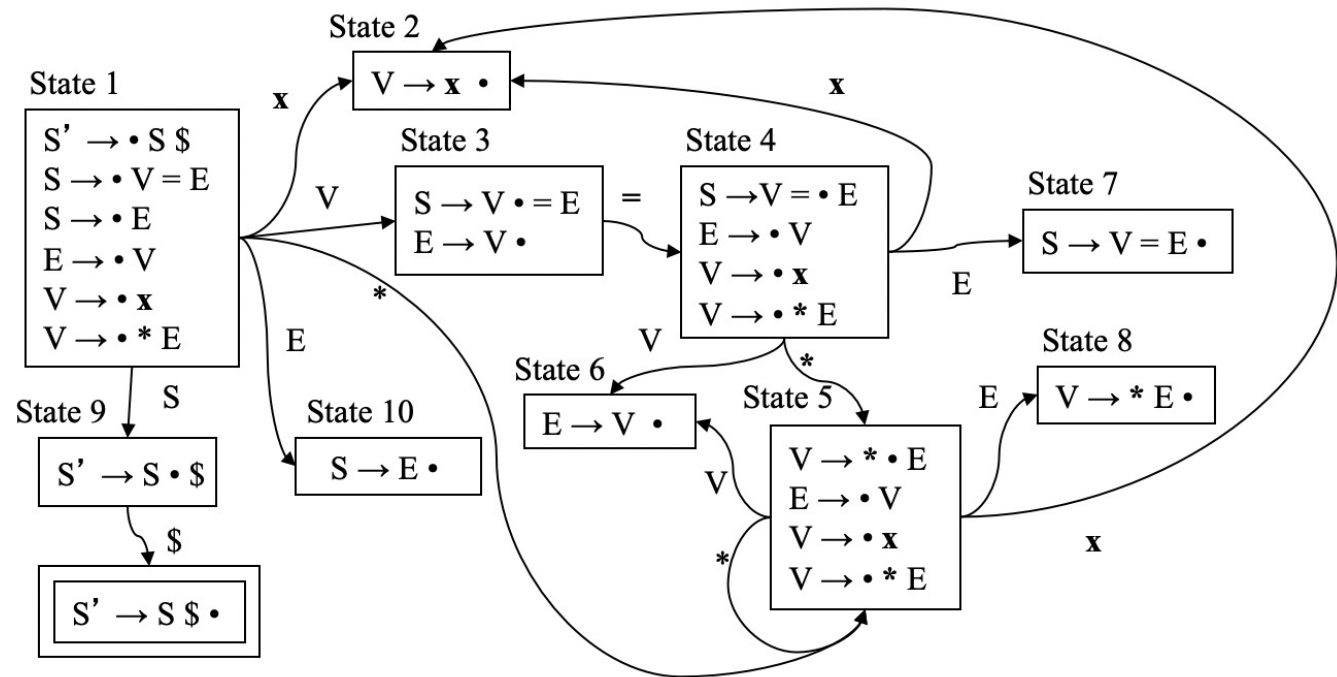 State 1
S’ → • S $
S → • V = E
S → • E
E → • V
V → • x
V → • * E
x
State 2
V → x •
x
V
State 3
S → V • = E
E → V •
=
State 4
S →V = • E
E → • V
V → • x
V → • * E
E
State 7
S → V = E •
*
E
S
V
*
State 6
E → V •
State 5
V → * • E
E → • V
V → • x
V → • * E
V
*
E
State 8
V → * E •
x
State 9
S’ → S • $
State 10
S → E •
$
S’ → S $ •